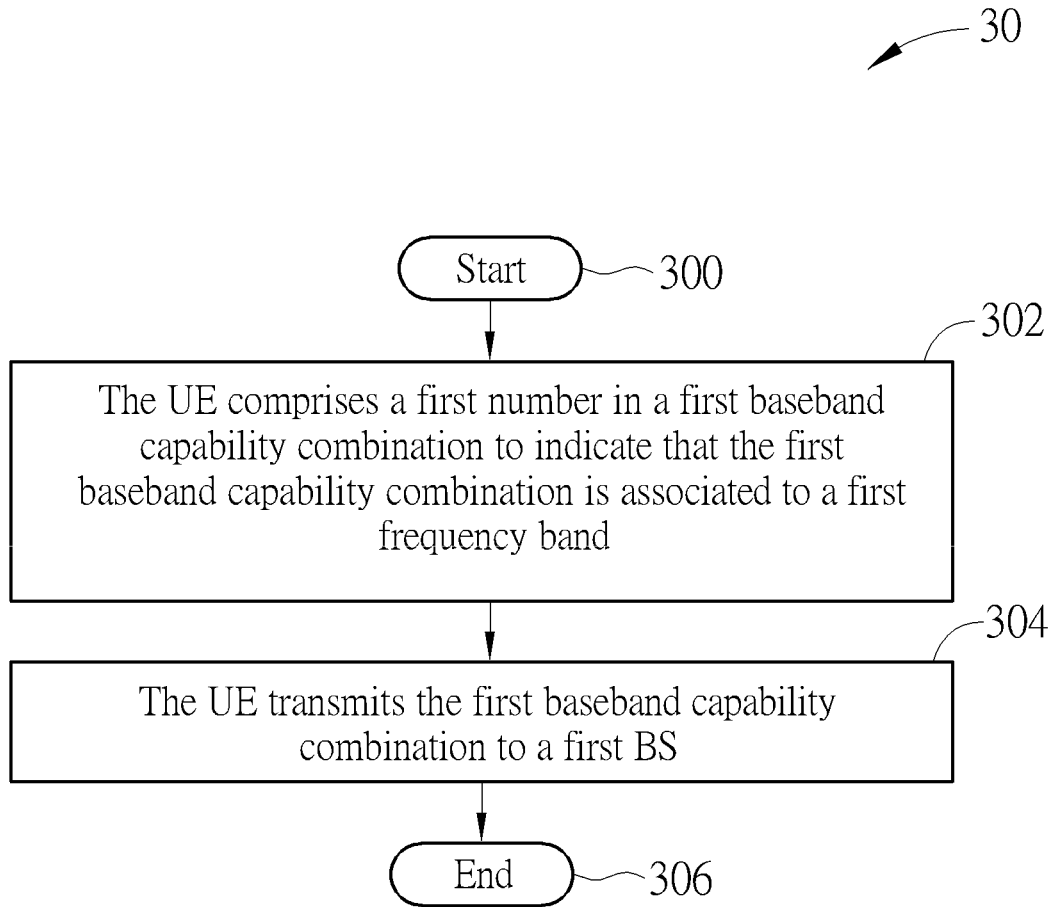 30
Start
300
302
The UE comprises a first number in a first baseband
capability combination to indicate that the first
baseband capability combination is associated to a first
frequency band
304
The UE transmits the first baseband capability
combination to a first BS
End
306